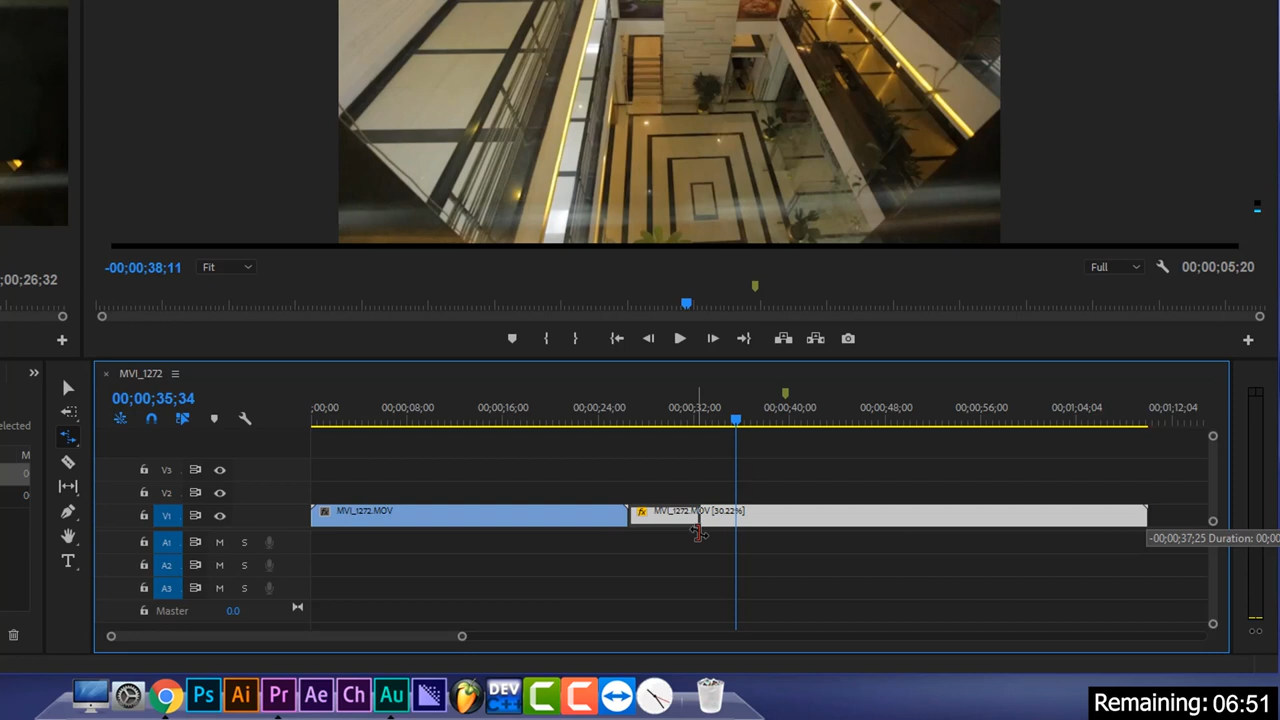 -00;00;38;11
Fit
Full
00;00;05;20
;00;26;32
MVI_1272
00;00;35;34
;00;00
00;00;08;00
00;00;16;00
00;00;24;00
00;00;32;00
00;00;40;00
00;00;48;00
00;00;56;00
00;01;04;04
00;01;12;04
elected
M
0
0
V3
V2
V1
MVI_1272.MOV
fx MVI_1272.MOV [30.22%]
-00;00;37;25 Duration: 00;00
A1 M S
A2 M S
A3 M S
Master 0.0
T
Ps
Ai
Pr
Ae
Ch
Au
DEV
C
C
Remaining: 06:51